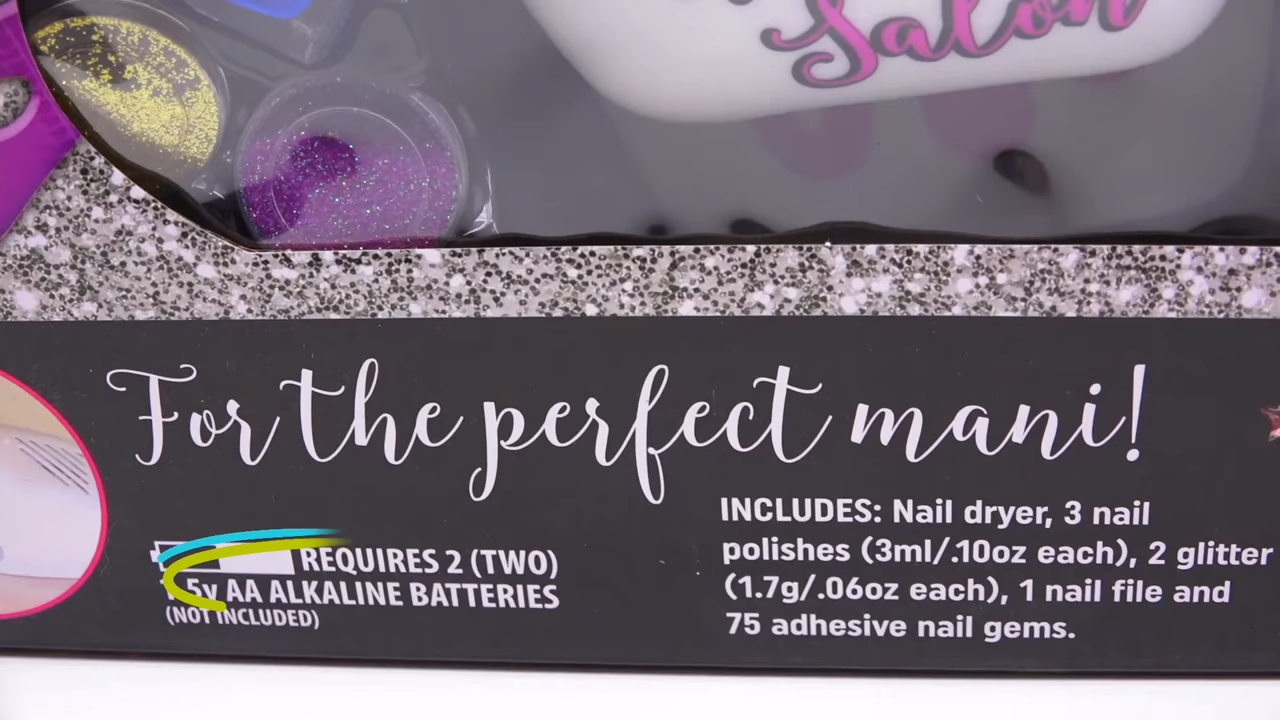 Salon
For the perfect mani!
REQUIRES 2 (TWO)
5v AA ALKALINE BATTERIES
(NOT INCLUDED)
INCLUDES: Nail dryer, 3 nail
polishes (3ml/.10oz each), 2 glitter
(1.7g/.06oz each), 1 nail file and
75 adhesive nail gems.